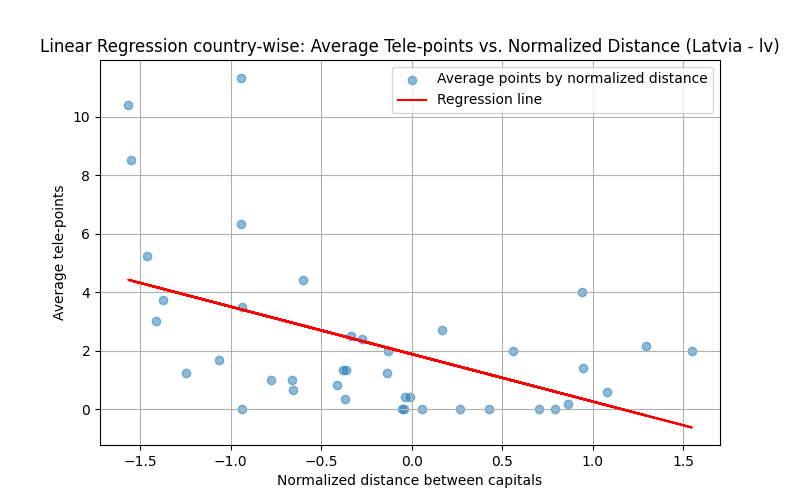 Linear Regression country-wise: Average Tele-points vs. Normalized Distance (Latvia - lv)
Average points by normalized distance
Regression line
Average tele-points
10
8
6
4
2
0
−1.5 −1.0 −0.5 0.0 0.5 1.0 1.5
Normalized distance between capitals